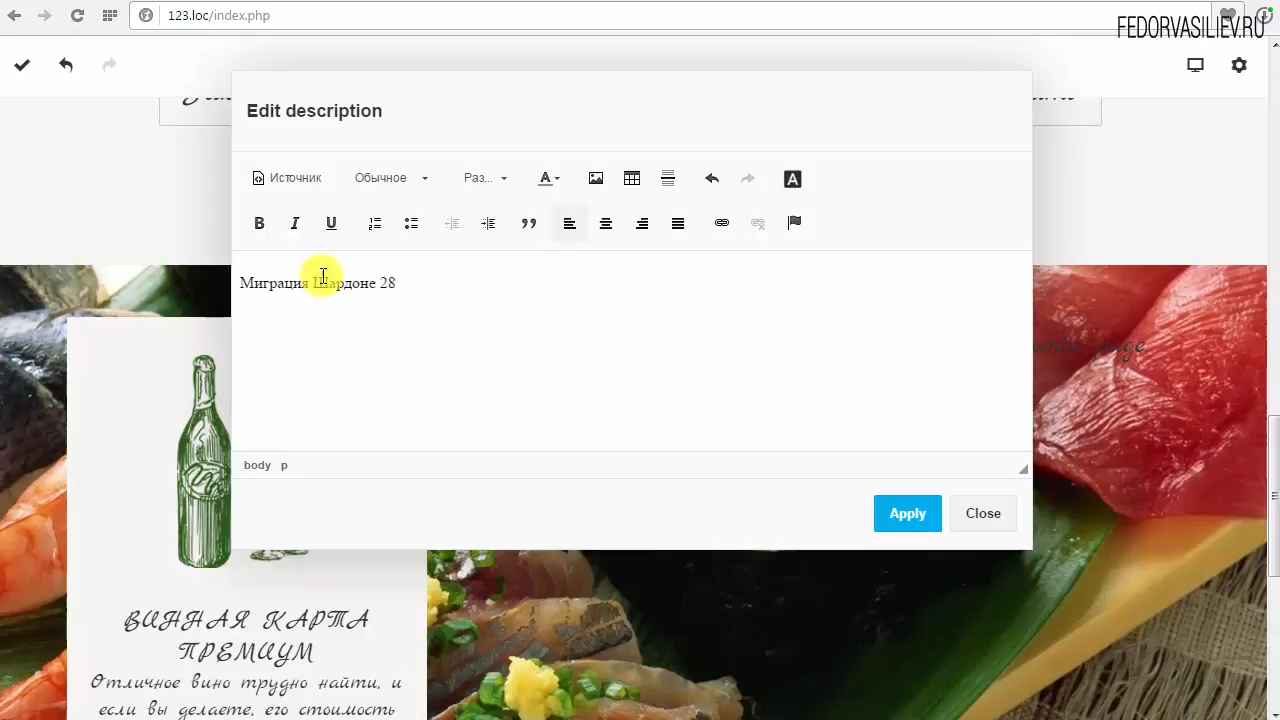 123.loc/index.php
FEDORVASILIEV.RU
Edit description
Источник Обычное Раз...
Миграция Шардоне 28
page
body p
Apply Close
ВИННАЯ КАРТА
ПРЕМИУМ
Отличное вино трудно найти, и
если вы делаете, его стоимость